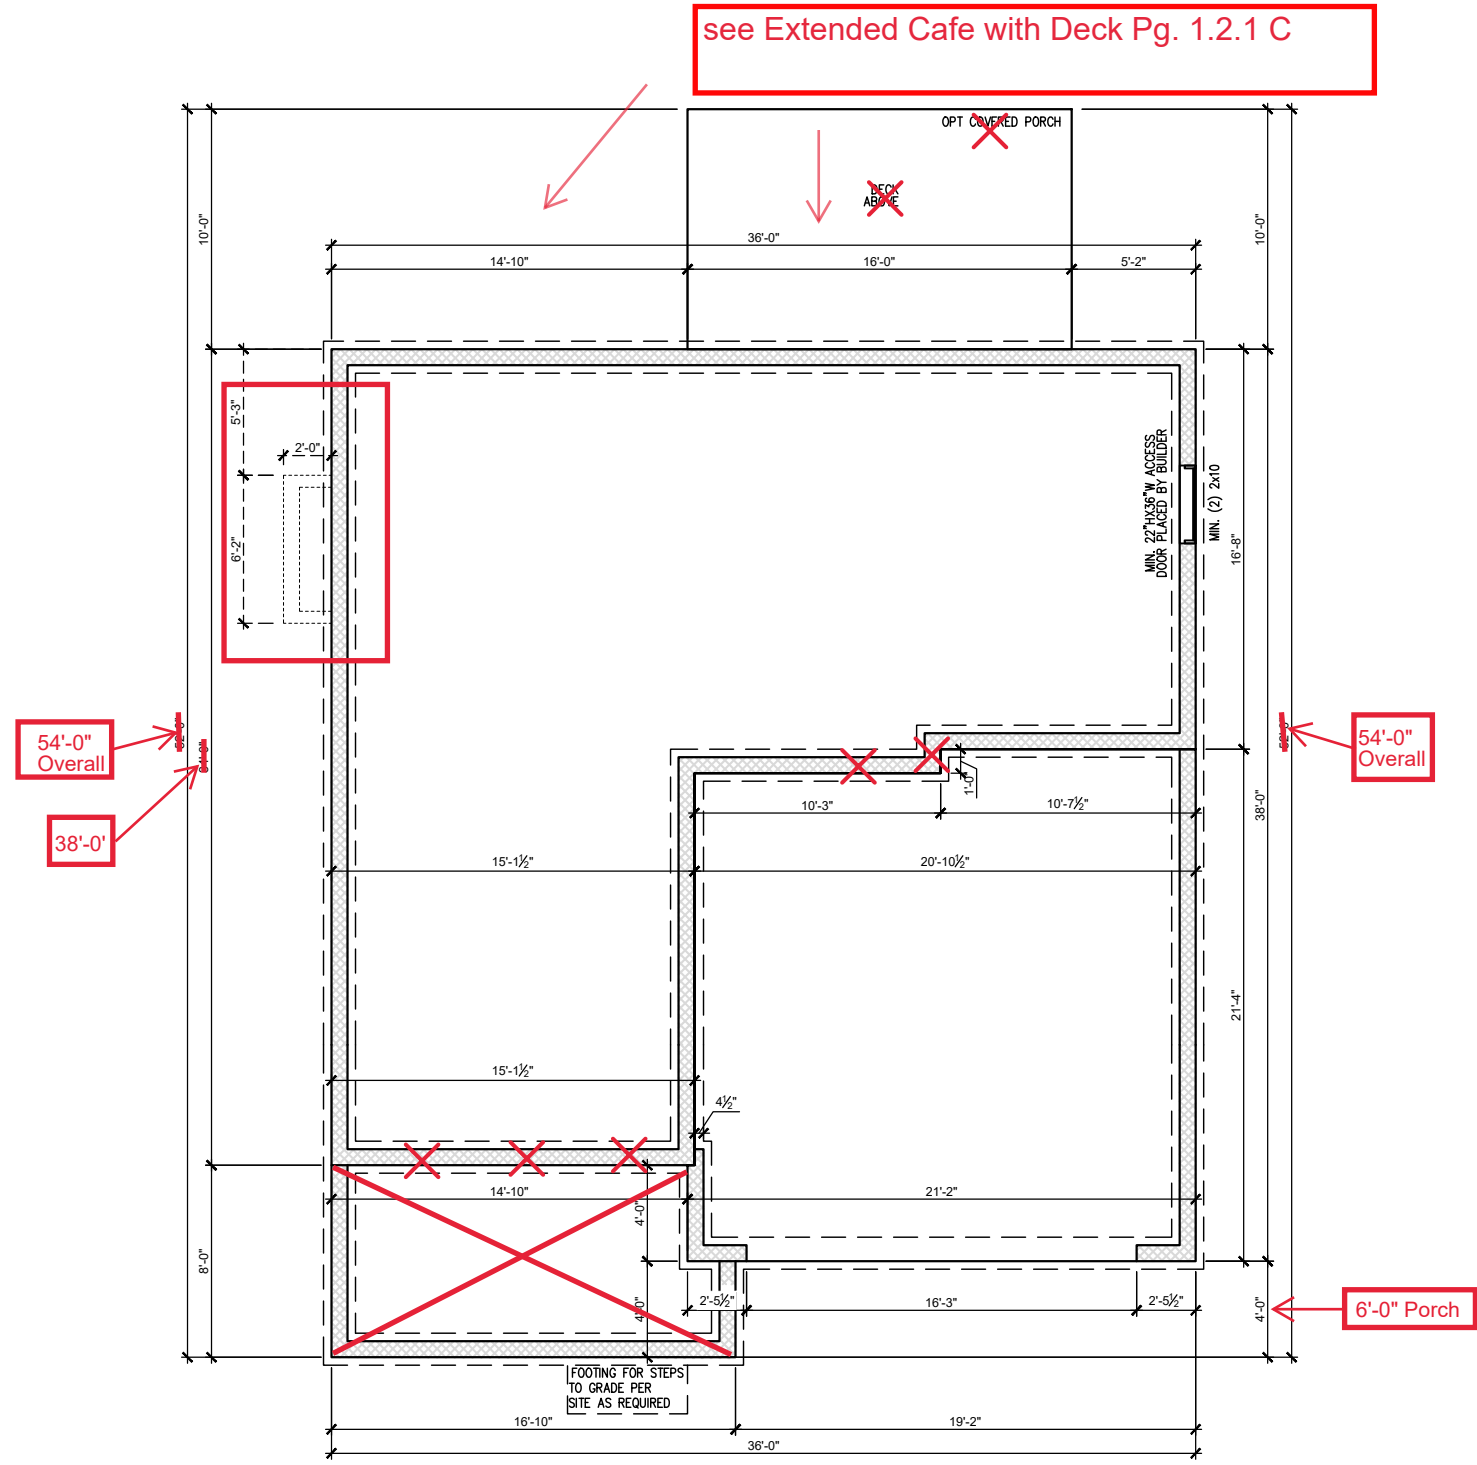 see Extended Cafe with Deck Pg. 1.2.1 C
OPT COVERED PORCH
DECK
ABOVE
10'-0"
10'-0"
36'-0"
14'-10"
16'-0"
5'-2"
5'-3"
2'-0"
6'-2"
MIN. 22"HX36"W ACCESS
DOOR PLACED BY BUILDER
MIN. (2) 2x10
16'-8"
54'-0"
Overall
54'-0"
Overall
38'-0'
1'-0"
10'-3"
10'-7½"
38'-0"
15'-1½"
20'-10½"
21'-4"
15'-1½"
4½"
14'-10"
21'-2"
4'-0"
8'-0"
2'-5½"
16'-3"
2'-5½"
4'-0"
4'-0"
6'-0" Porch
FOOTING FOR STEPS
TO GRADE PER
SITE AS REQUIRED
16'-10"
19'-2"
36'-0"